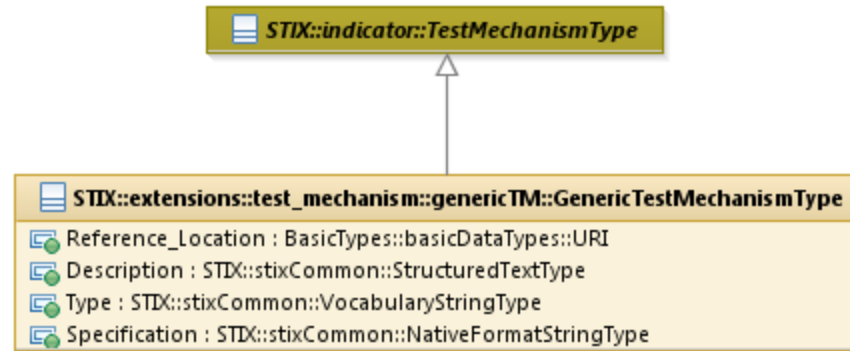 STIX::indicator::TestMechanismType
STIX::extensions::test_mechanism::genericTM::GenericTestMechanismType
Reference_Location : BasicTypes::basicDataTypes::URI
Description : STIX::stixCommon::StructuredTextType
Type : STIX::stixCommon::VocabularyStringType
Specification : STIX::stixCommon::NativeFormatStringType